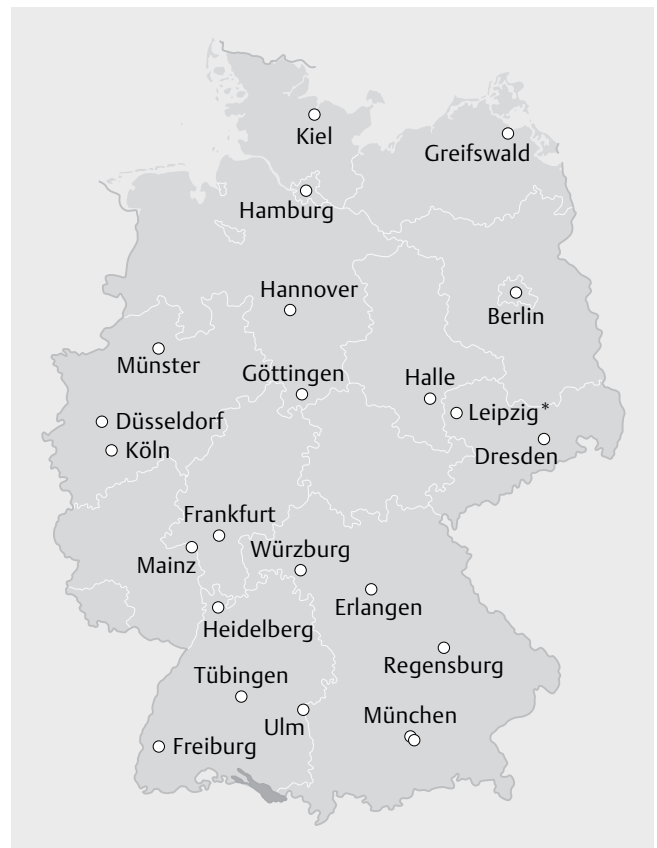 Kiel
Greifswald
Hamburg
Hannover
Berlin
Münster
Göttingen
Halle
Düsseldorf
Leipzig*
Köln
Dresden
Frankfurt
Mainz
Würzburg
Erlangen
Heidelberg
Regensburg
Tübingen
Ulm
München
Freiburg